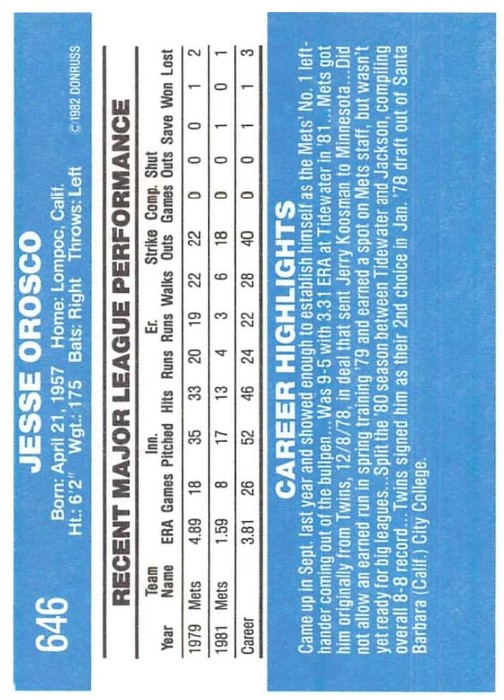 646
JESSE OROSCO
Born: April 21, 1957 Home: Lompoc, Calif.
Ht.: 6'2" Wgt.: 175 Bats: Right Throws: Left
©1982 DONRUSS
RECENT MAJOR LEAGUE PERFORMANCE
Team Inn. Er. Strike Comp. Shut
Year Name ERA Games Pitched Hits Runs Runs Walks Outs Games Outs Save Won Lost
1979 Mets 4.89 18 35 33 20 19 22 22 0 0 0 1 2
1981 Mets 1.59 8 17 13 4 3 6 18 0 0 1 0 1
Career 3.81 26 52 46 24 22 28 40 0 0 1 1 3
CAREER HIGHLIGHTS
Came up in Sept. last year and showed enough to establish himself as the Mets' No. 1 left-
hander coming out of the bullpen... Was 9-5 with 3.31 ERA at Tidewater in '81... Mets got
him originally from Twins, 12/8/78, in deal that sent Jerry Koosman to Minnesota... Did
not allow an earned run in spring training '79 and earned a spot on Mets staff, but wasn't
yet ready for big leagues... Split the '80 season between Tidewater and Jackson, compiling
overall 8-8 record... Twins signed him as their 2nd choice in Jan. '78 draft out of Santa
Barbara (Calif.) City College.